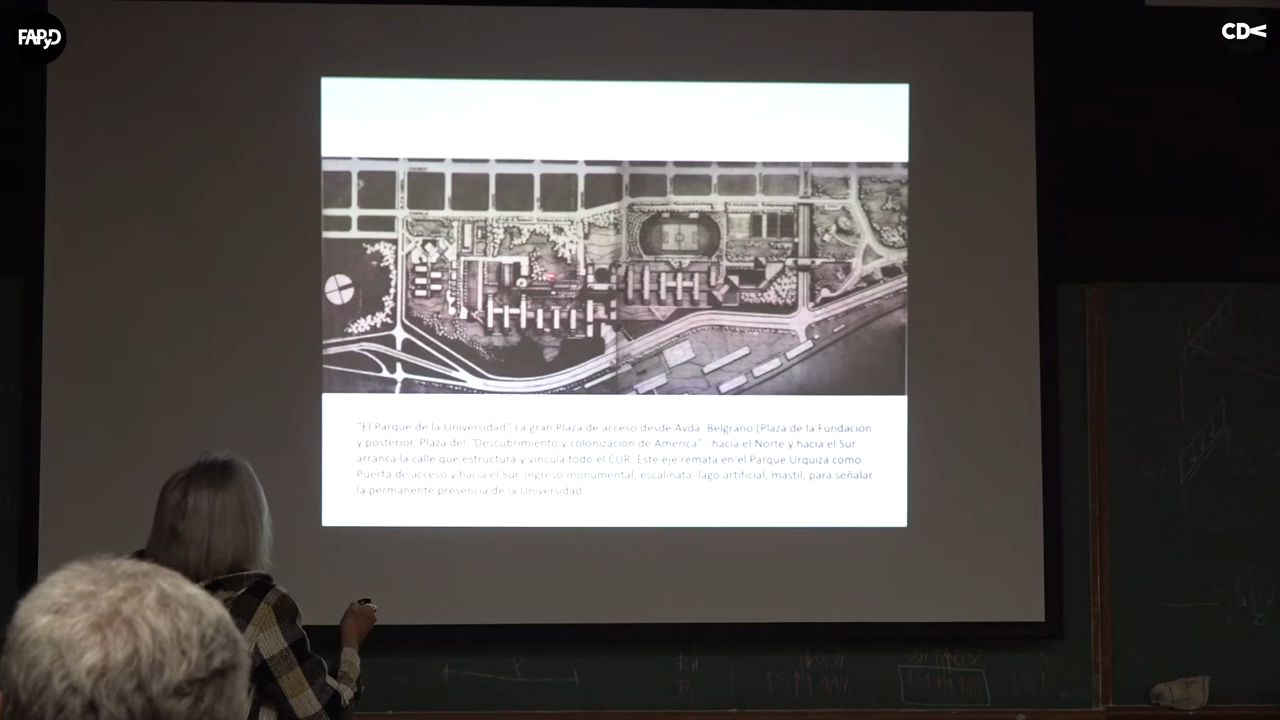 FAPyD
CD
"El Parque de la Universidad" La gran Plaza de acceso desde Avda. Belgrano (Plaza de la Fundación
y posterior, Plaza del "Descubrimiento y colonización de América", hacia el Norte y hacia el Sur
arranca la calle que estructura y vincula todo el CUR. Este eje remata en el Parque Urquiza como
Puerta de acceso y hacia el Sur Ingreso monumental, escalinata, lago artificial, mástil, para señalar
la permanente presencia de la Universidad